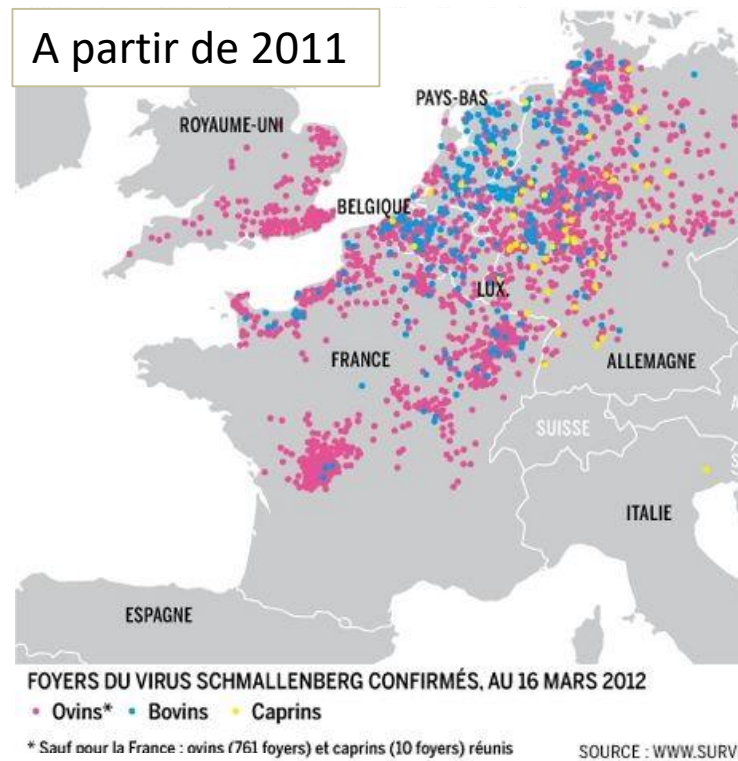 A partir de 2011
PAYS-BAS
ROYAUME-UNI
BELGIQUE
LUX.
FRANCE
ALLEMAGNE
SUISSE
ITALIE
ESPAGNE
FOYERS DU VIRUS SCHMALLENBERG CONFIRMÉS, AU 16 MARS 2012
Ovins* Bovins Caprins
* Sauf pour la France : ovins (761 foyers) et caprins (10 foyers) réunis
SOURCE : WWW.SURV